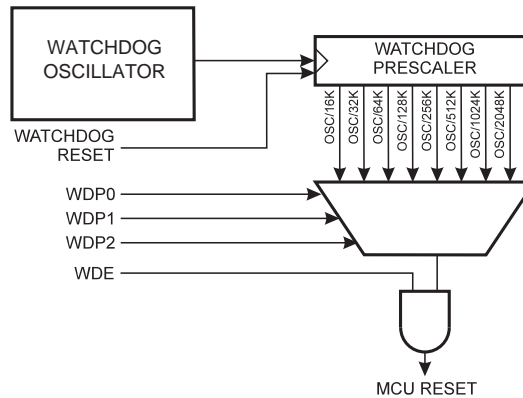 WATCHDOG
OSCILLATOR
WATCHDOG
PRESCALER
WATCHDOG
RESET
OSC/16K
OSC/32K
OSC/64K
OSC/128K
OSC/256K
OSC/512K
OSC/1024K
OSC/2048K
WDP0
WDP1
WDP2
WDE
MCU RESET